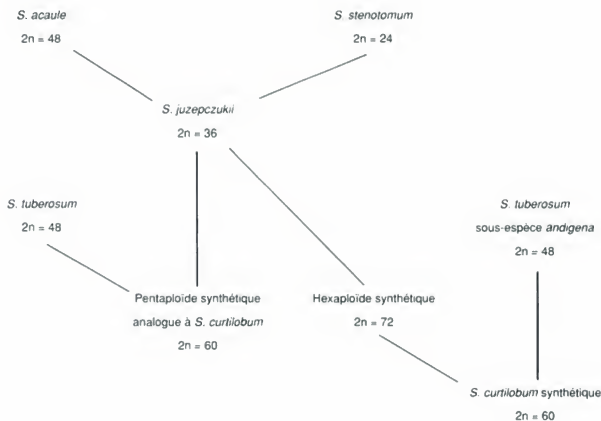 S. acaule
2n = 48
S. stenotomum
2n = 24
S. juzepczukii
2n = 36
S. tuberosum
2n = 48
S. tuberosum
sous-espèce andigena
2n = 48
Pentaploïde synthétique
analogue à S. curtilobum
2n = 60
Hexaploïde synthétique
2n = 72
S. curtilobum synthétique
2n = 60